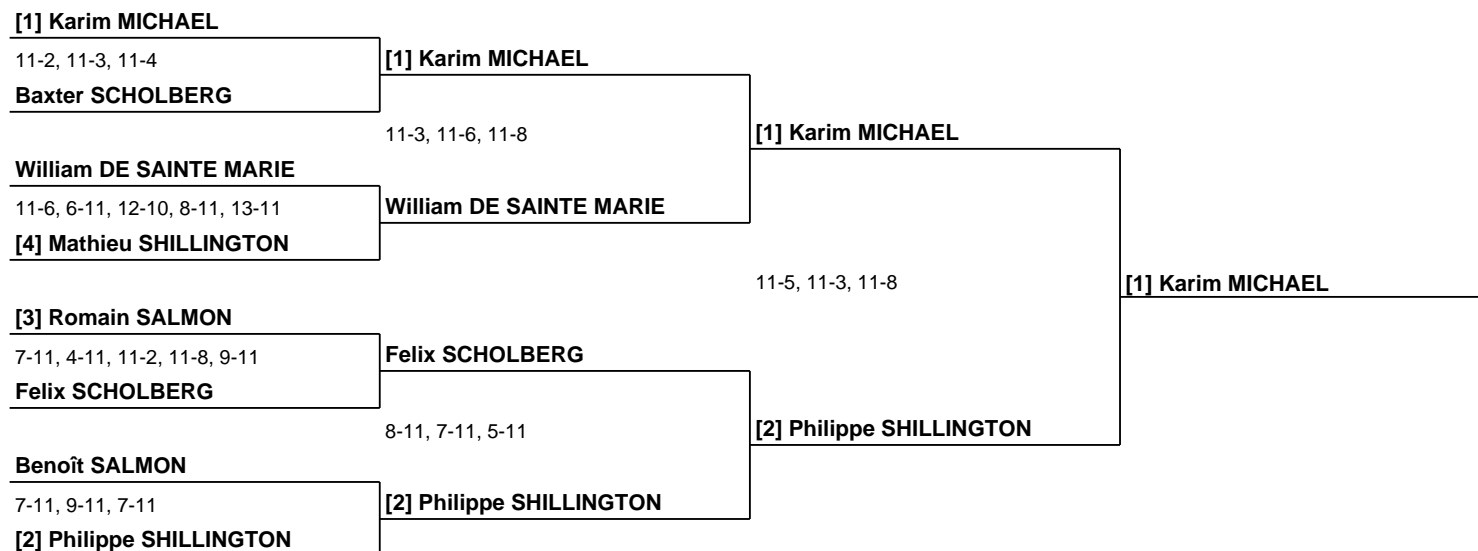 [1] Karim MICHAEL
11-2, 11-3, 11-4
[1] Karim MICHAEL
Baxter SCHOLBERG
11-3, 11-6, 11-8
[1] Karim MICHAEL
William DE SAINTE MARIE
11-6, 6-11, 12-10, 8-11, 13-11
William DE SAINTE MARIE
[4] Mathieu SHILLINGTON
11-5, 11-3, 11-8
[1] Karim MICHAEL
[3] Romain SALMON
7-11, 4-11, 11-2, 11-8, 9-11
Felix SCHOLBERG
Felix SCHOLBERG
8-11, 7-11, 5-11
[2] Philippe SHILLINGTON
Benoît SALMON
7-11, 9-11, 7-11
[2] Philippe SHILLINGTON
[2] Philippe SHILLINGTON